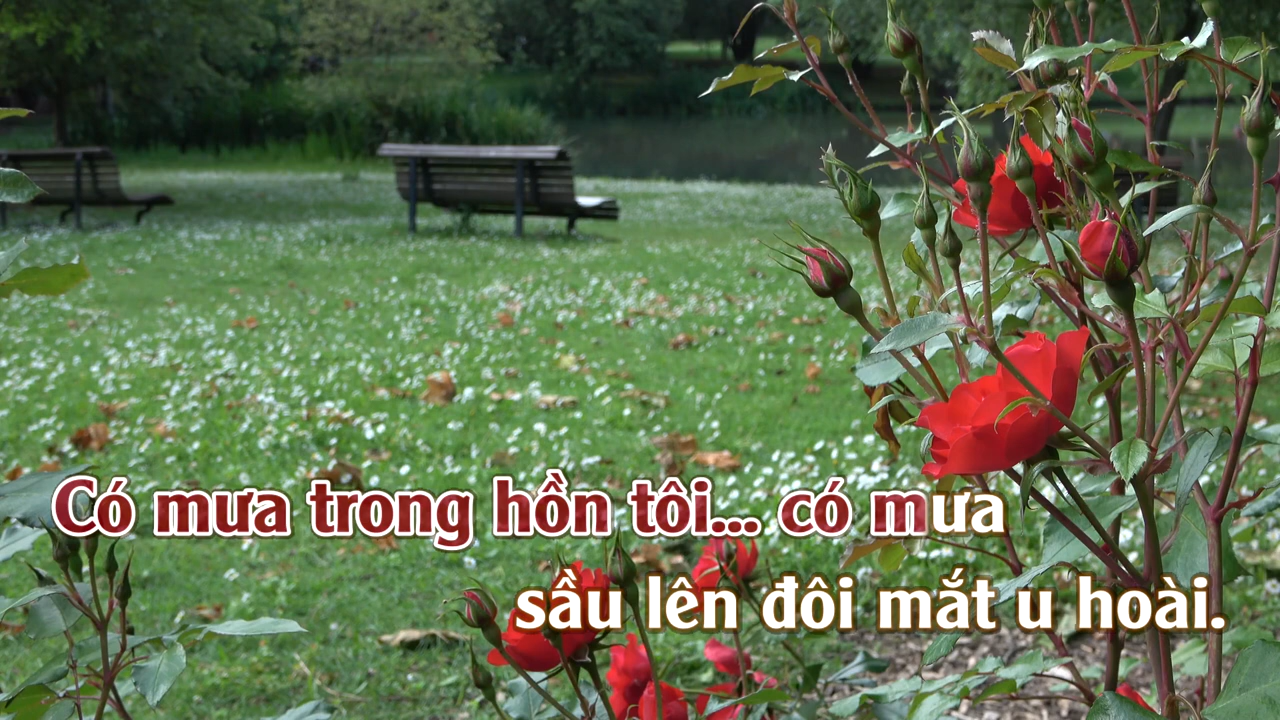 Có mưa trong hồn tôi... có mưa
sầu lên đôi mắt u hoài.